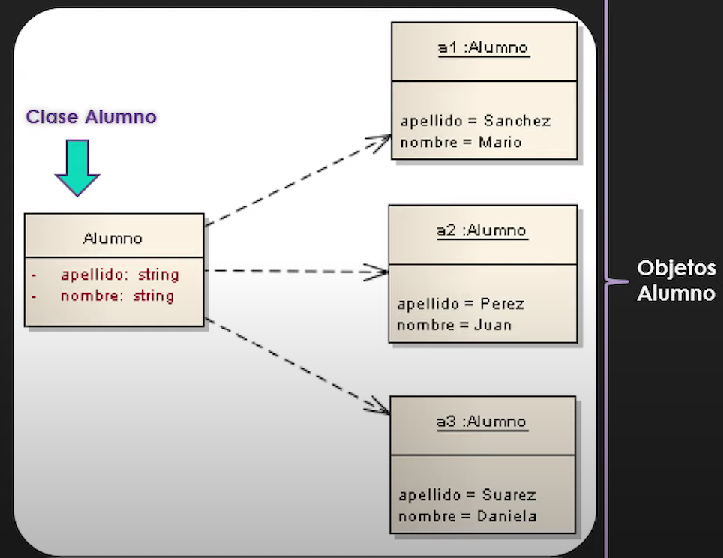 Clase Alumno
Alumno
- apellido: string
- nombre: string
a1 :Alumno
apellido = Sanchez
nombre = Mario
a2 :Alumno
apellido = Perez
nombre = Juan
a3 :Alumno
apellido = Suarez
nombre = Daniela
Objetos
Alumno